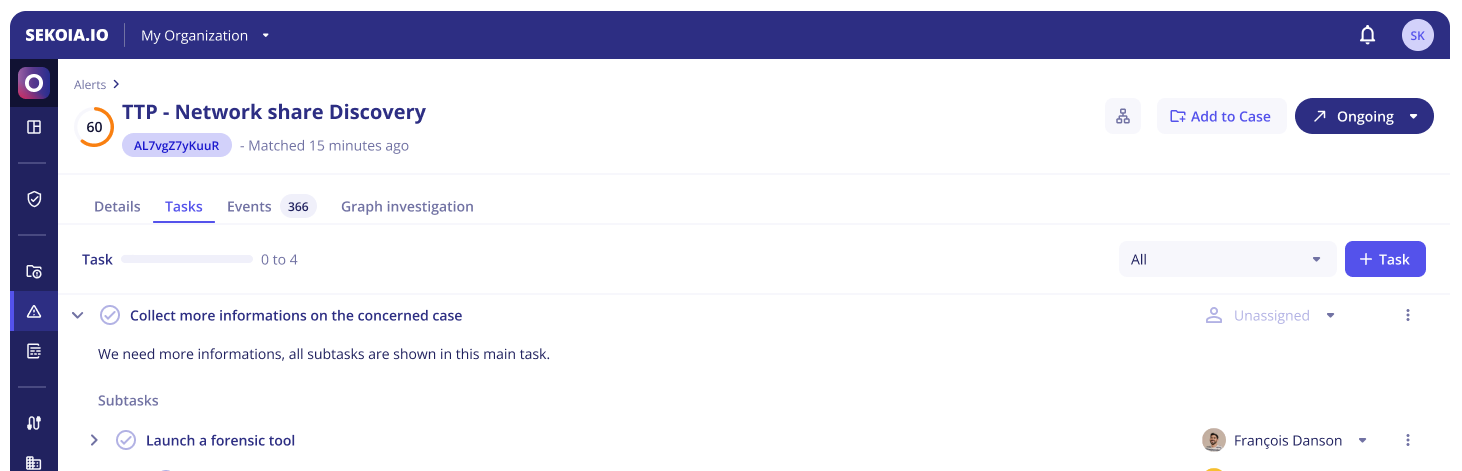 SEKOIA.IO My Organization SK
Alerts
60 TTP - Network share Discovery
AL7vgZ7yKuuR - Matched 15 minutes ago
Add to Case Ongoing
Details Tasks Events 366 Graph investigation
Task 0 to 4 All + Task
Collect more informations on the concerned case Unassigned
We need more informations, all subtasks are shown in this main task.
Subtasks
Launch a forensic tool François Danson